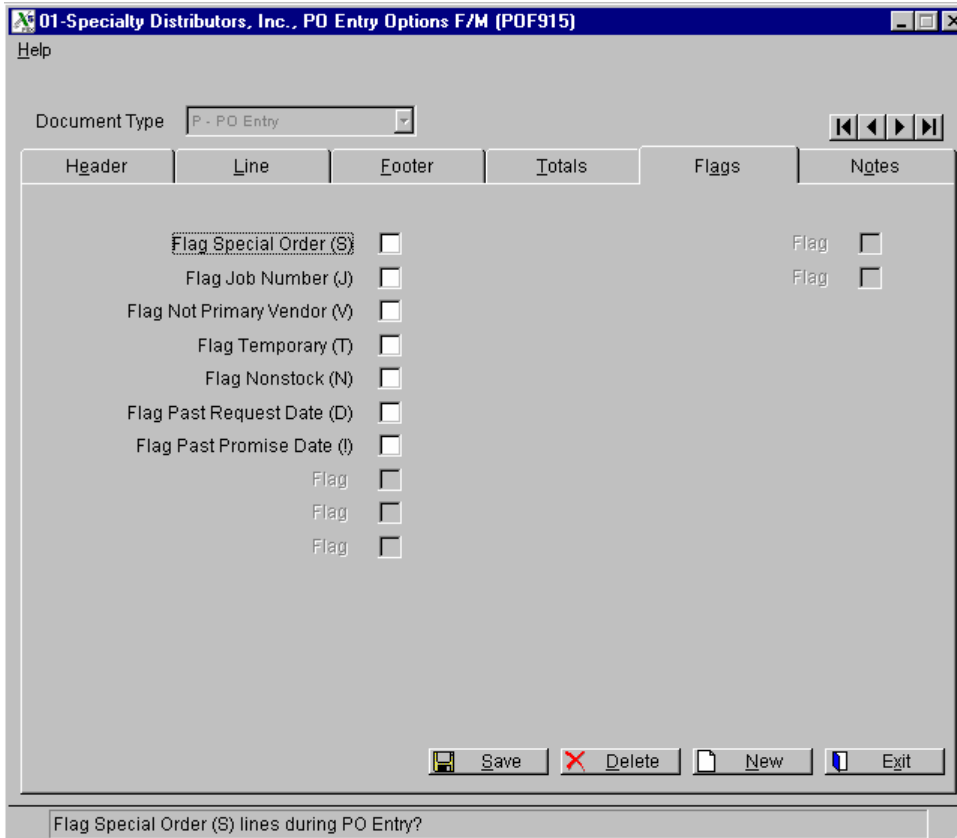 01-Specialty Distributors, Inc., PO Entry Options F/M (POF915)
Help
Document Type P - PO Entry
Header Line Footer Totals Flags Notes
Flag Special Order (S) Flag
Flag Job Number (J) Flag
Flag Not Primary Vendor (V)
Flag Temporary (T)
Flag Nonstock (N)
Flag Past Request Date (D)
Flag Past Promise Date (!)
Flag
Flag
Flag
Save Delete New Exit
Flag Special Order (S) lines during PO Entry?